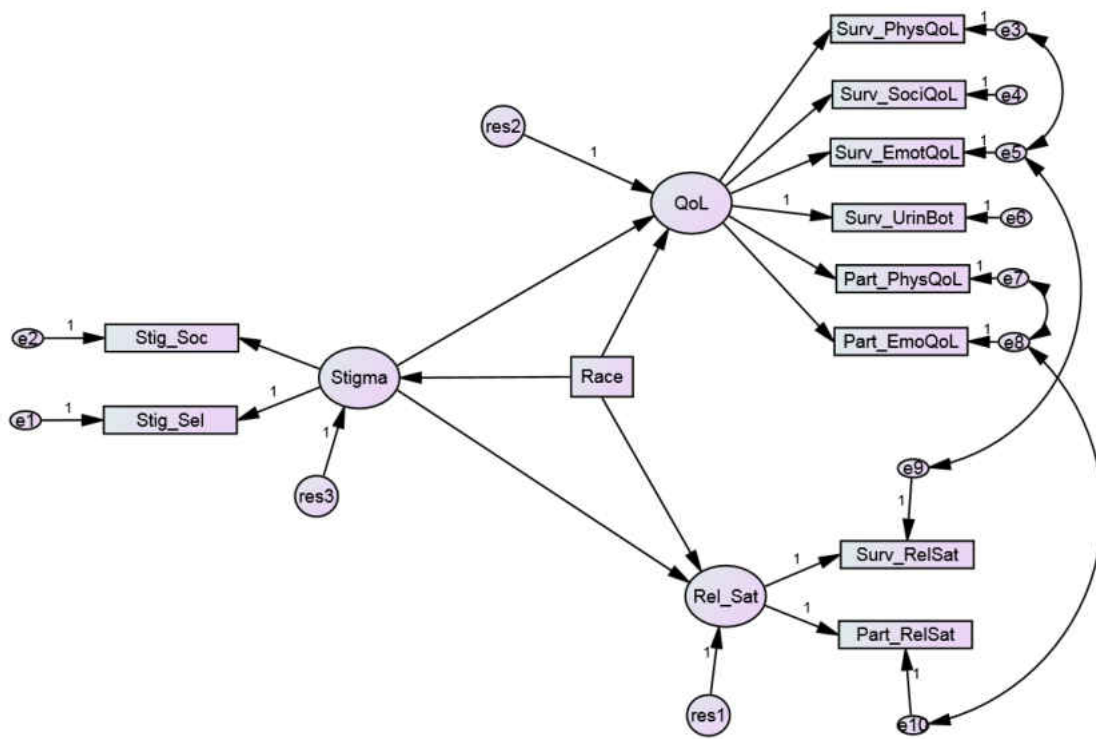 Surv_PhysQoL
1
e3
Surv_SociQoL
1
e4
res2
1
Surv_EmotQoL
1
e5
QoL
1
Surv_UrinBot
1
e6
Part_PhysQoL
1
e7
e2
1
Stig_Soc
Part_EmoQoL
1
e8
Stigma
Race
e1
1
Stig_Sel
1
1
res3
e9
1
Surv_RelSat
1
Rel_Sat
1
Part_RelSat
1
1
res1
e10